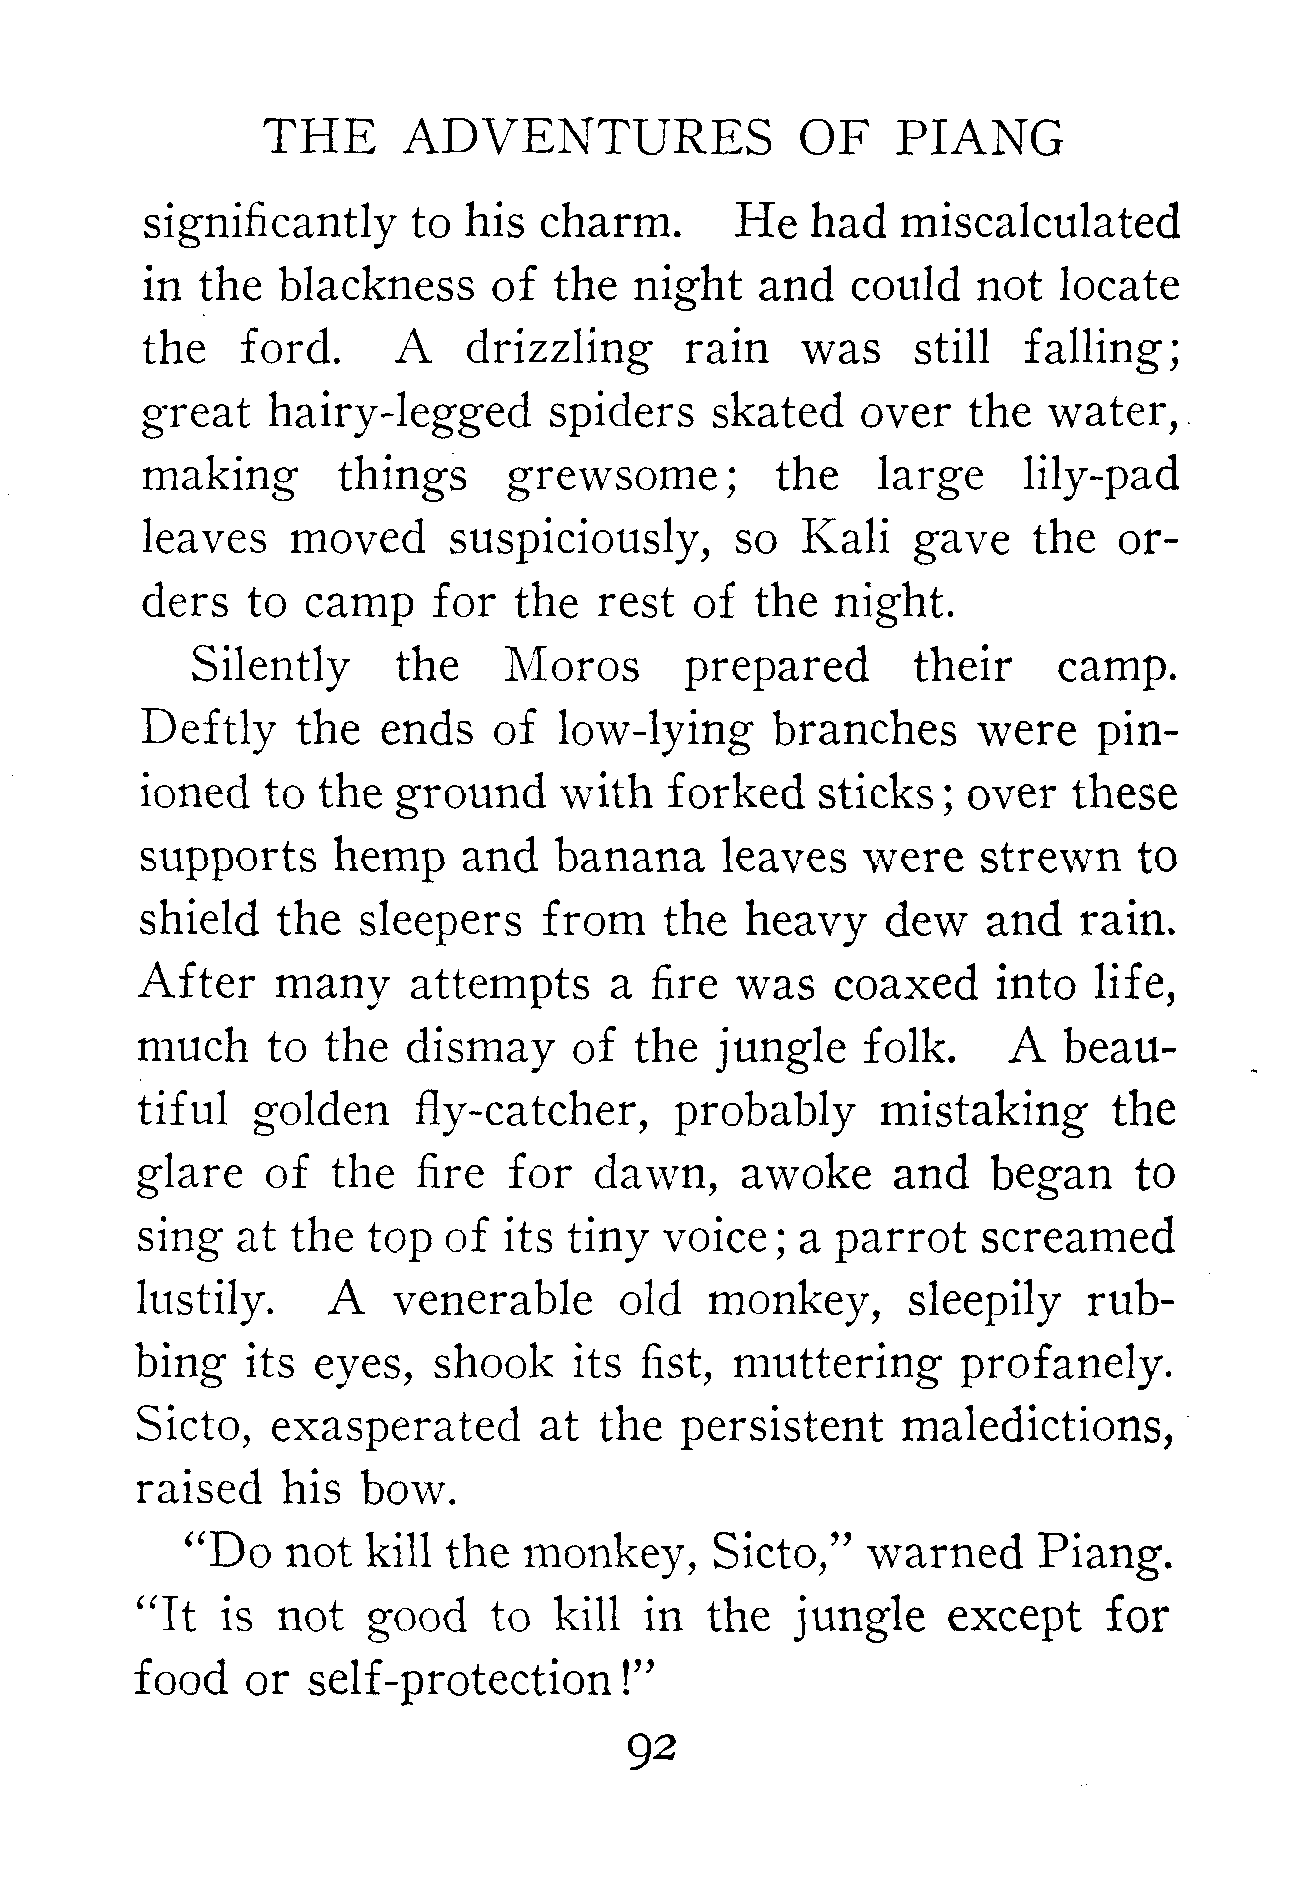 THE ADVENTURES OF PIANG
significantly to his charm. He had miscalculated
in the blackness of the night and could not locate
the ford. A drizzling rain was still falling;
great hairy-legged spiders skated over the water,
making things grewsome; the large lily-pad
leaves moved suspiciously, so Kali gave the or-
ders to camp for the rest of the night.
Silently the Moros prepared their camp.
Deftly the ends of low-lying branches were pin-
ioned to the ground with forked sticks; over these
supports hemp and banana leaves were strewn to
shield the sleepers from the heavy dew and rain.
After many attempts a fire was coaxed into life,
much to the dismay of the jungle folk. A beau-
tiful golden fly-catcher, probably mistaking the
glare of the fire for dawn, awoke and began to
sing at the top of its tiny voice; a parrot screamed
lustily. A venerable old monkey, sleepily rub-
bing its eyes, shook its fist, muttering profanely.
Sicto, exasperated at the persistent maledictions,
raised his bow.
"Do not kill the monkey, Sicto," warned Piang.
"It is not good to kill in the jungle except for
food or self-protection!"
92